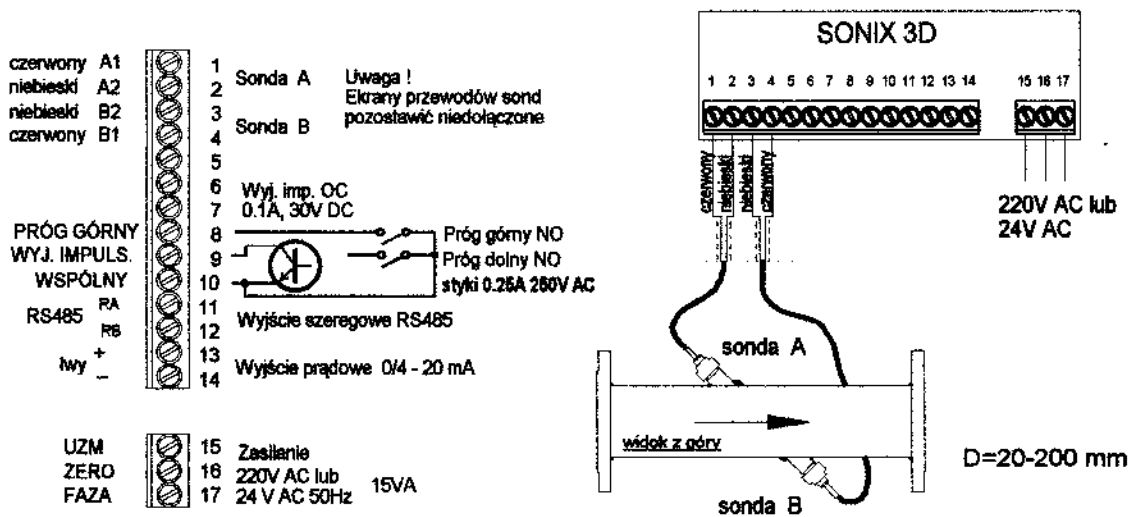 czerwony A1 1
niebieski A2 2
niebieski B2 3
czerwony B1 4
Sonda A
Sonda B
Uwaga !
Ekrany przewodów sond
pozostawić niedołączone
5
6
7
Wyj. imp. OC
0.1A, 30V DC
PRÓG GÓRNY 8
WYJ. IMPULS. 9
WSPÓLNY 10
Próg górny NO
Próg dolny NO
styki 0.25A 250V AC
RS485 RA 11
RB 12
Wyjście szeregowe RS485
Iwy + 13
– 14
Wyjście prądowe 0/4 - 20 mA
UZM 15 Zasilanie
ZERO 16 220V AC lub
FAZA 17 24 V AC 50Hz
15VA
SONIX 3D
1 2 3 4 5 6 7 8 9 10 11 12 13 14 15 16 17
czerwony
niebieski
niebieski
czerwony
220V AC lub
24V AC
sonda A
widok z góry
D=20-200 mm
sonda B